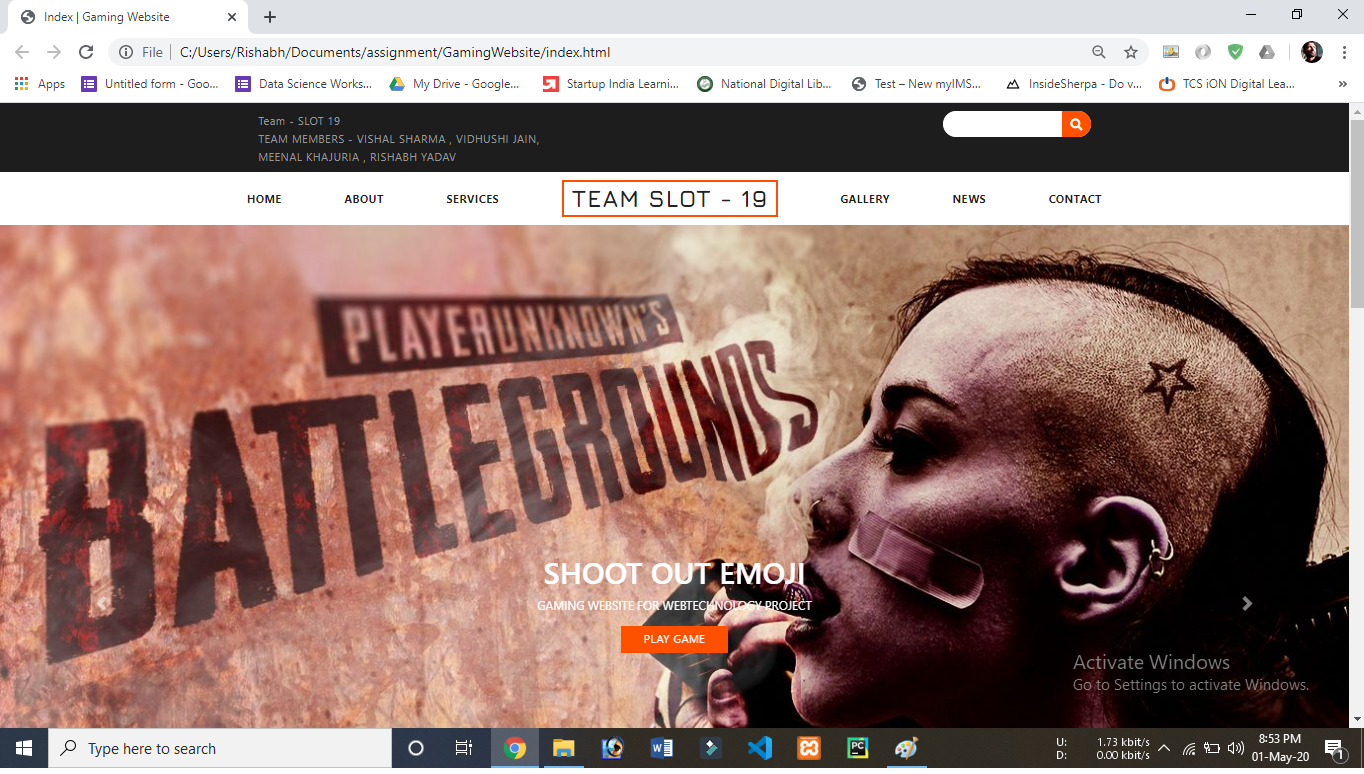 Index | Gaming Website
File
C:/Users/Rishabh/Documents/assignment/GamingWebsite/index.html
Apps
Untitled form - Goo...
Data Science Works...
My Drive - Google...
Startup India Learni...
National Digital Lib...
Test – New myIMS...
InsideSherpa - Do v...
TCS iON Digital Lea...
Team - SLOT 19
TEAM MEMBERS - VISHAL SHARMA , VIDHUSHI JAIN,
MEENAL KHAJURIA , RISHABH YADAV
HOME
ABOUT
SERVICES
TEAM SLOT - 19
GALLERY
NEWS
CONTACT
PLAYERUNKNOWN'S
BATTLEGROUNDS
SHOOT OUT EMOJI
GAMING WEBSITE FOR WEBTECHNOLOGY PROJECT
PLAY GAME
Activate Windows
Go to Settings to activate Windows.
Type here to search
U: 1.73 kbit/s
D: 0.00 kbit/s
8:53 PM
01-May-20
1